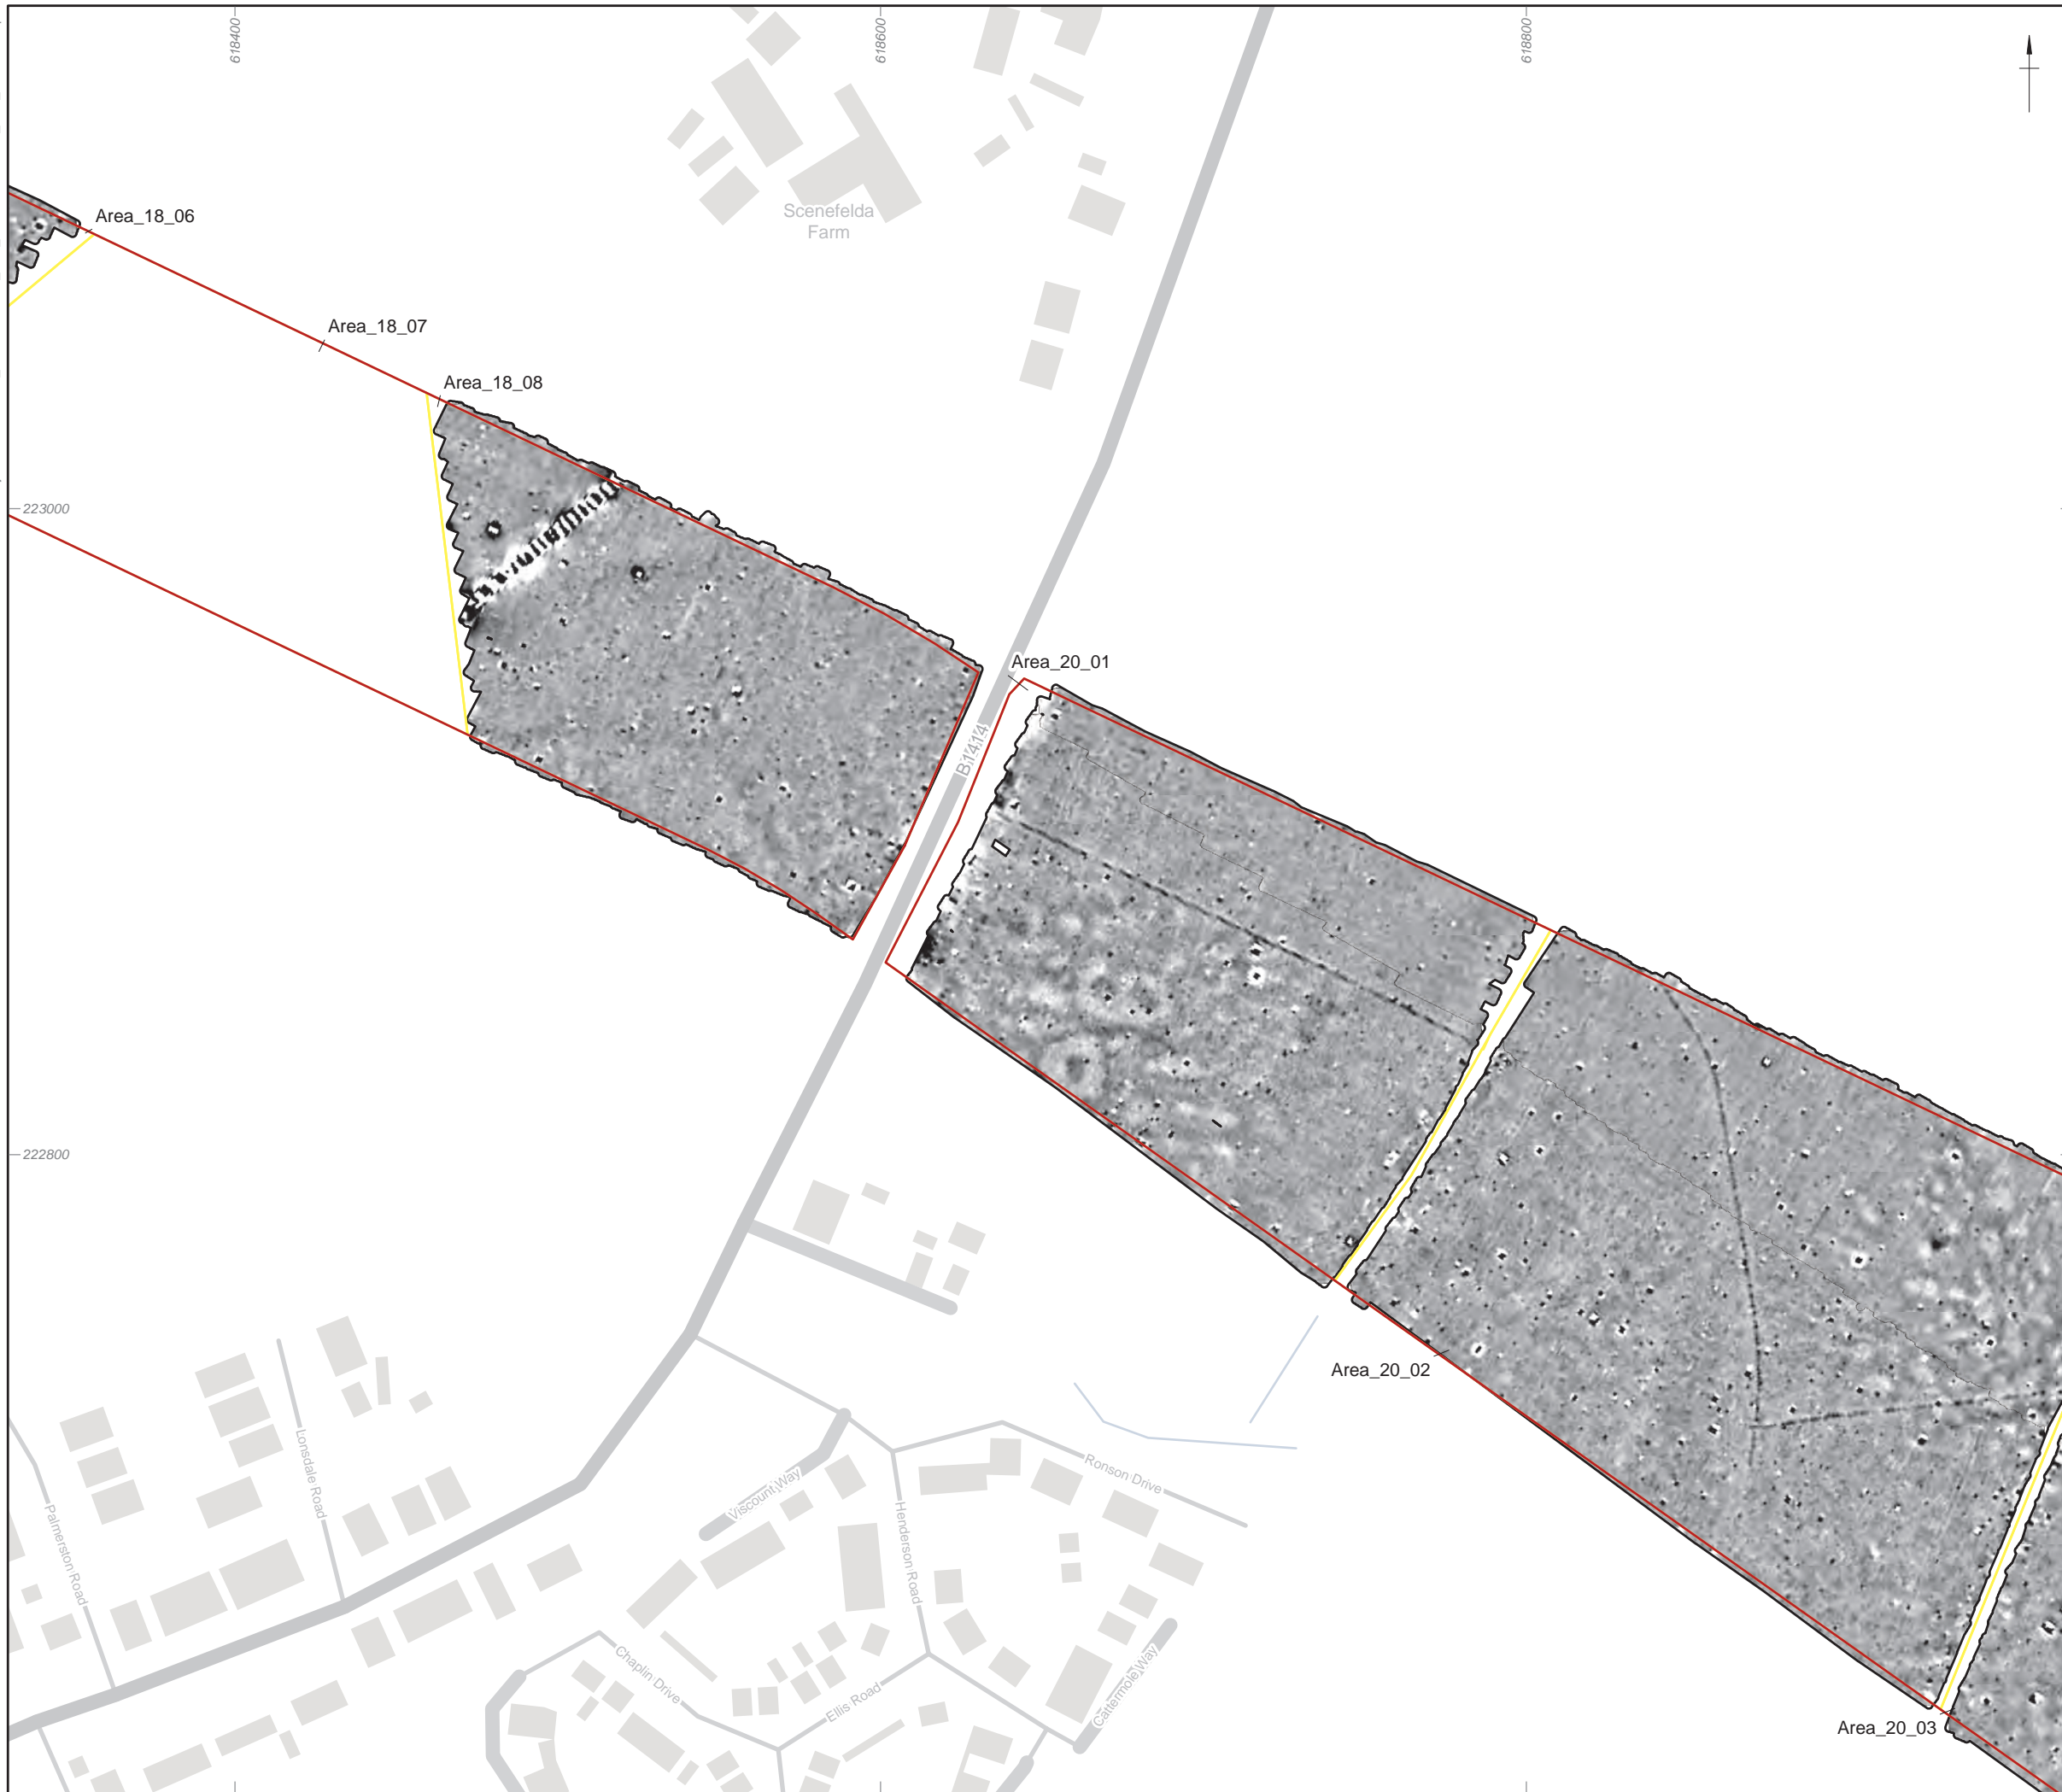 618400
618600
618800
Area_18_06
Scenefelda
Farm
Area_18_07
Area_18_08
223000
Area_20_01
B1414
222800
Area_20_02
Ronson Drive
Viscount Way
Lonsdale Road
Henderson Road
Palmerston Road
Chaplin Drive
Cattermole Way
Ellis Road
Area_20_03